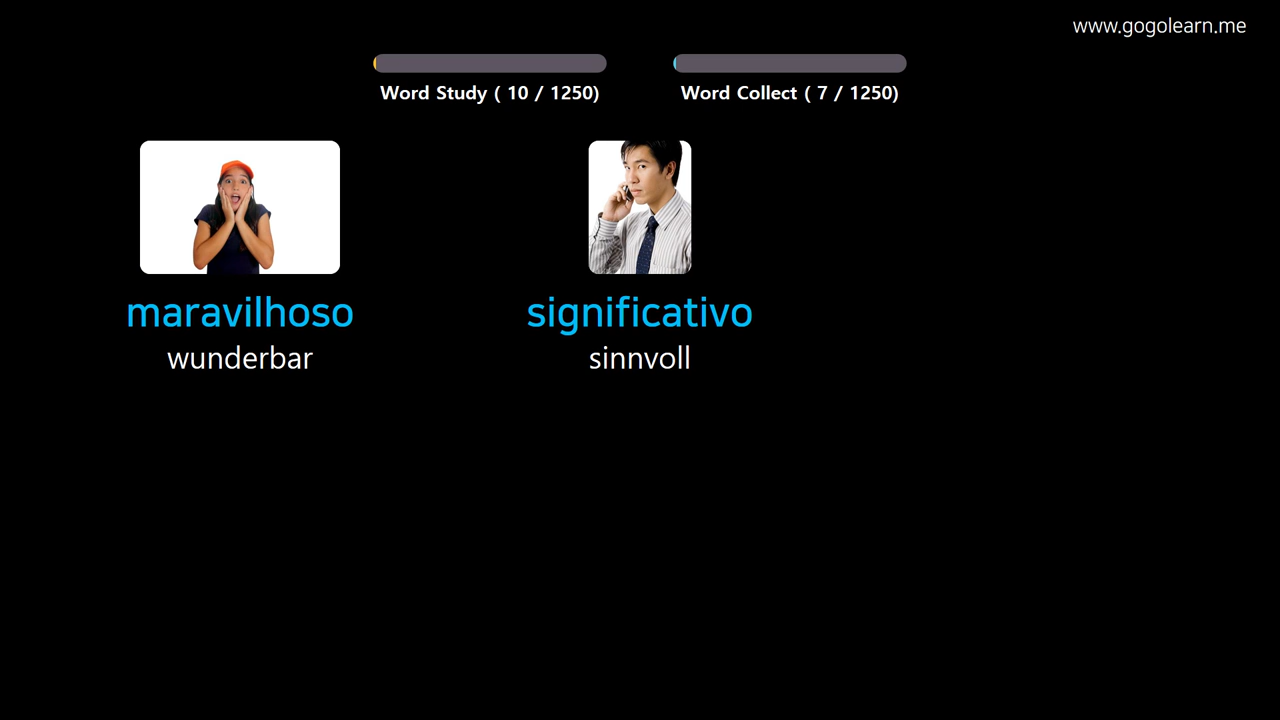 www.gogolearn.me
Word Study ( 10 / 1250)
Word Collect ( 7 / 1250)
maravilhoso
wunderbar
significativo
sinnvoll